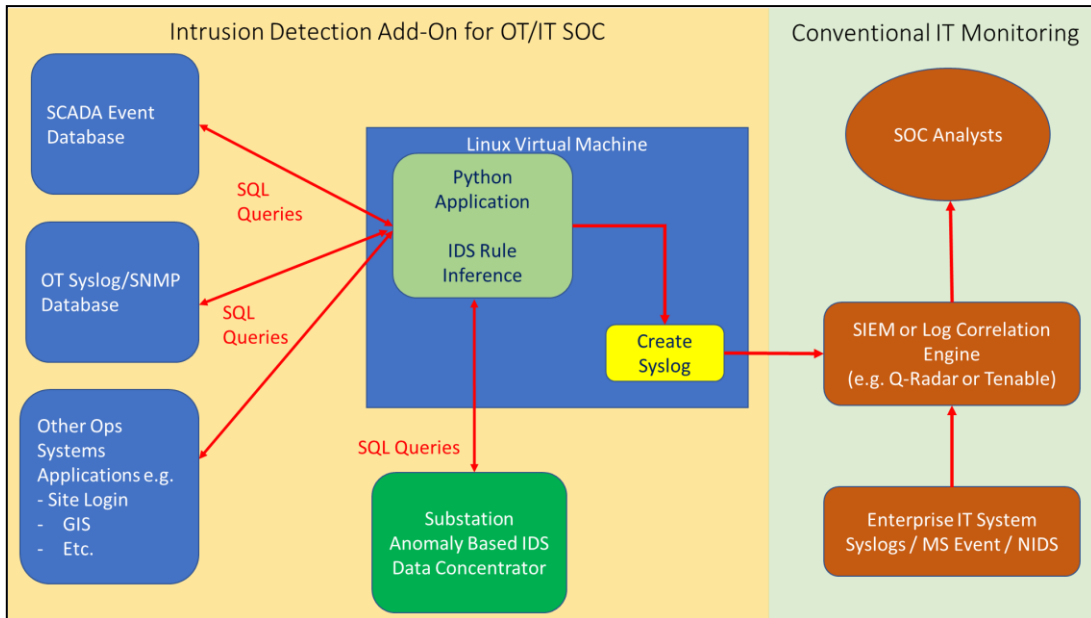 Intrusion Detection Add-On for OT/IT SOC
Conventional IT Monitoring
SCADA Event
Database
SQL
Queries
OT Syslog/SNMP
Database
SQL
Queries
Other Ops
Systems
Applications e.g.
- Site Login
- GIS
- Etc.
Linux Virtual Machine
Python
Application
IDS Rule
Inference
Create
Syslog
SQL Queries
Substation
Anomaly Based IDS
Data Concentrator
SOC Analysts
SIEM or Log Correlation
Engine
(e.g. Q-Radar or Tenable)
Enterprise IT System
Syslogs / MS Event / NIDS